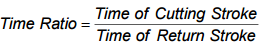 Time Ratio = Time of Cutting Stroke / Time of Return Stroke